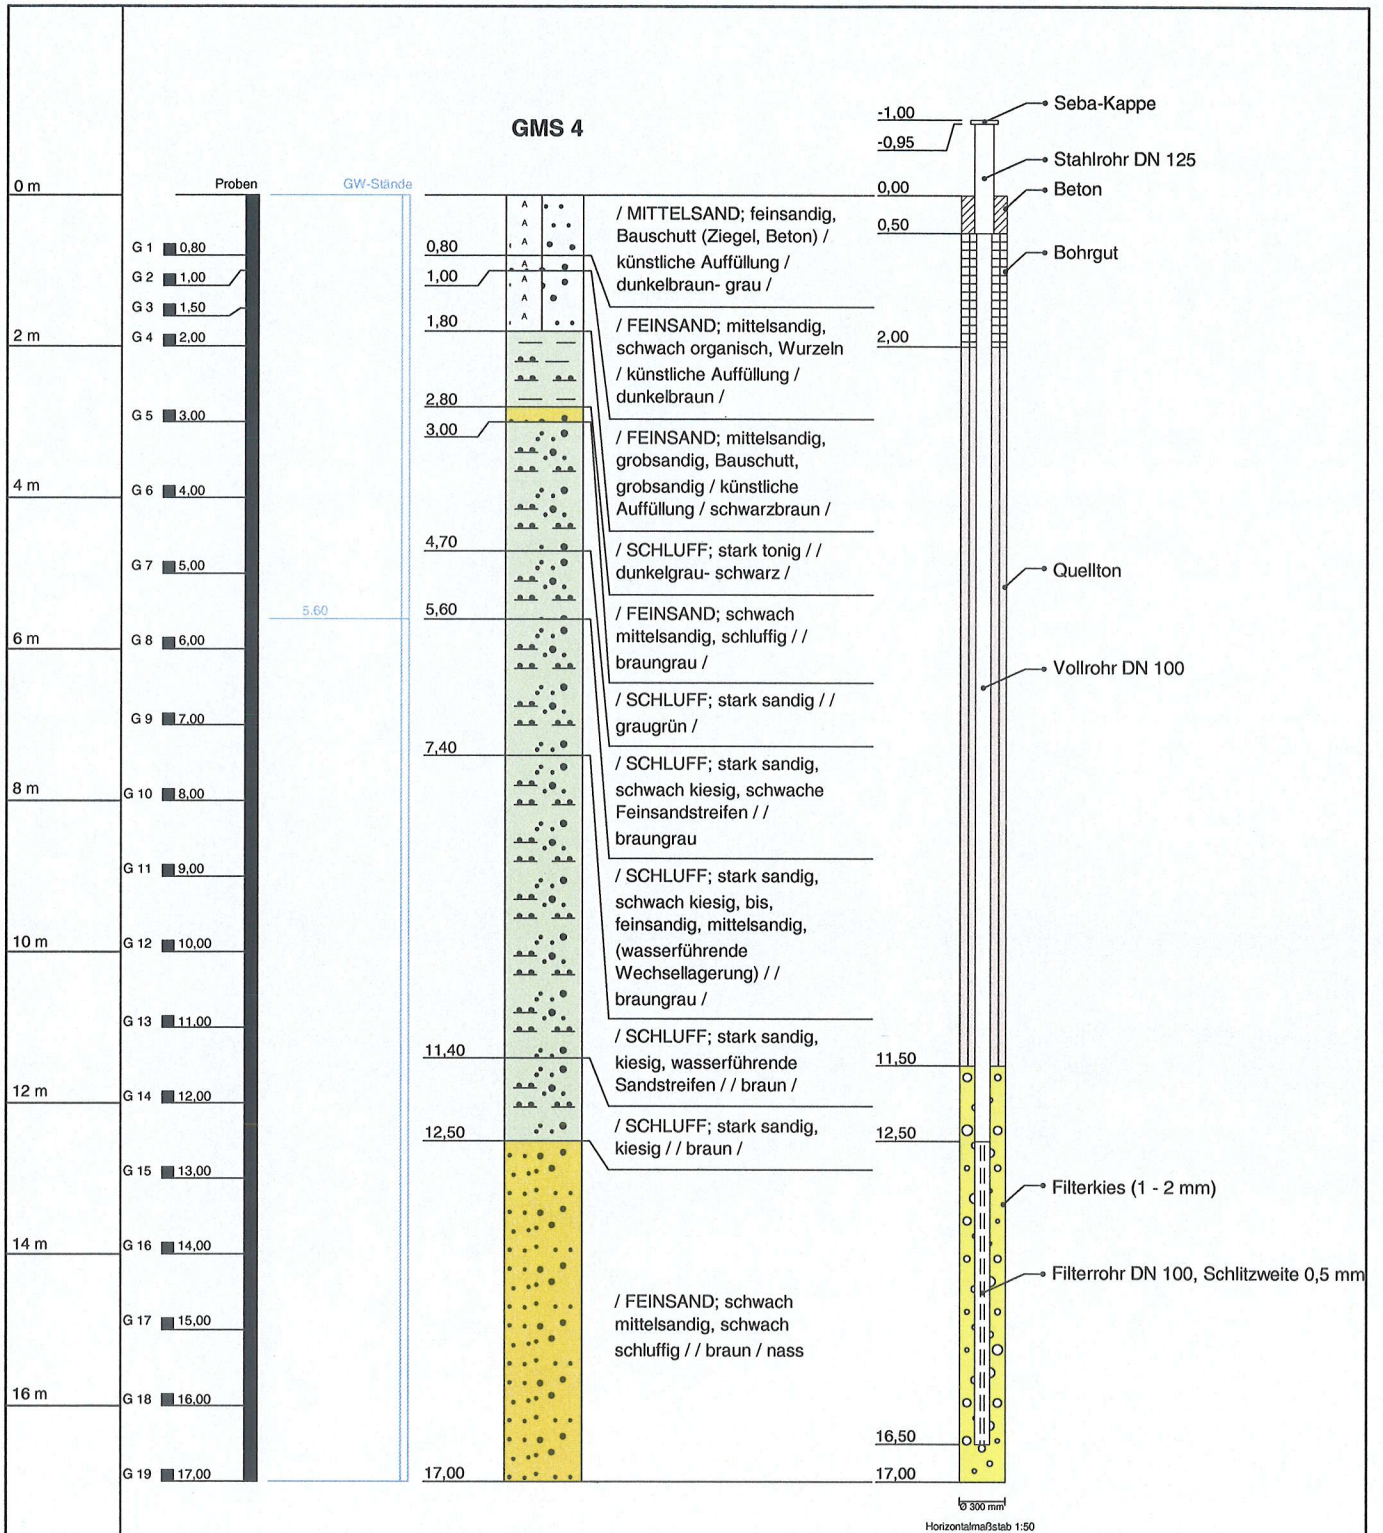 GMS 4
0 m
2 m
4 m
6 m
8 m
10 m
12 m
14 m
16 m
Proben
G 1 0,80
G 2 1,00
G 3 1,50
G 4 2,00
G 5 3,00
G 6 4,00
G 7 5,00
G 8 6,00
G 9 7,00
G 10 8,00
G 11 9,00
G 12 10,00
G 13 11,00
G 14 12,00
G 15 13,00
G 16 14,00
G 17 15,00
G 18 16,00
G 19 17,00
GW-Stände
5.60
0,80
1,00
1,80
2,80
3,00
4,70
5,60
7,40
11,40
12,50
17,00
A
A
A
A
A
A
A
/ MITTELSAND; feinsandig,
Bauschutt (Ziegel, Beton) /
künstliche Auffüllung /
dunkelbraun- grau /
/ FEINSAND; mittelsandig,
schwach organisch, Wurzeln
/ künstliche Auffüllung /
dunkelbraun /
/ FEINSAND; mittelsandig,
grobsandig, Bauschutt,
grobsandig / künstliche
Auffüllung / schwarzbraun /
/ SCHLUFF; stark tonig / /
dunkelgrau- schwarz /
/ FEINSAND; schwach
mittelsandig, schluffig / /
braungrau /
/ SCHLUFF; stark sandig / /
graugrün /
/ SCHLUFF; stark sandig,
schwach kiesig, schwache
Feinsandstreifen / /
braungrau
/ SCHLUFF; stark sandig,
schwach kiesig, bis,
feinsandig, mittelsandig,
(wasserführende
Wechsellagerung) / /
braungrau /
/ SCHLUFF; stark sandig,
kiesig, wasserführende
Sandstreifen / / braun /
/ SCHLUFF; stark sandig,
kiesig / / braun /
/ FEINSAND; schwach
mittelsandig, schwach
schluffig / / braun / nass
-1,00
-0,95
0,00
0,50
2,00
11,50
12,50
16,50
17,00
Seba-Kappe
Stahlrohr DN 125
Beton
Bohrgut
Quellton
Vollrohr DN 100
Filterkies (1 - 2 mm)
Filterrohr DN 100, Schlitzweite 0,5 mm
Ø 300 mm
Horizontalmaßstab 1:50